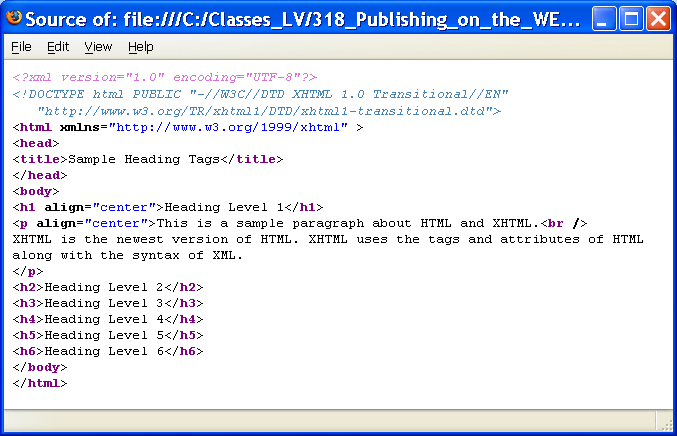 Source of: file:///C:/Classes_LV/318_Publishing_on_the_WE...
File Edit View Help
<?xml version="1.0" encoding="UTF-8"?>
<!DOCTYPE html PUBLIC "-//W3C//DTD XHTML 1.0 Transitional//EN"
"http://www.w3.org/TR/xhtml1/DTD/xhtml1-transitional.dtd">
<html xmlns="http://www.w3.org/1999/xhtml" >
<head>
<title>Sample Heading Tags</title>
</head>
<body>
<h1 align="center">Heading Level 1</h1>
<p align="center">This is a sample paragraph about HTML and XHTML.<br />
XHTML is the newest version of HTML. XHTML uses the tags and attributes of HTML
along with the syntax of XML.
</p>
<h2>Heading Level 2</h2>
<h3>Heading Level 3</h3>
<h4>Heading Level 4</h4>
<h5>Heading Level 5</h5>
<h6>Heading Level 6</h6>
</body>
</html>